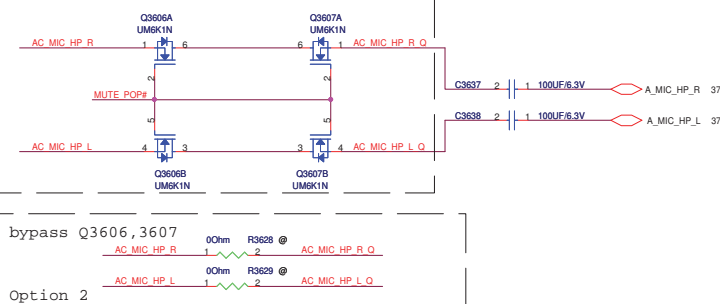 Q3606A
UM6K1N
Q3607A
UM6K1N
AC_MIC_HP_R 1 6 6 1 AC_MIC_HP_R_Q
2 2
C3637 2 1 100UF/6.3V A_MIC_HP_R 37
MUTE_POP#
C3638 2 1 100UF/6.3V A_MIC_HP_L 37
5 5
AC_MIC_HP_L 4 3 3 4 AC_MIC_HP_L_Q
Q3606B
UM6K1N
Q3607B
UM6K1N
bypass Q3606,3607
0Ohm R3628 @
AC_MIC_HP_R 1 2 AC_MIC_HP_R_Q
0Ohm R3629 @
AC_MIC_HP_L 1 2 AC_MIC_HP_L_Q
Option 2